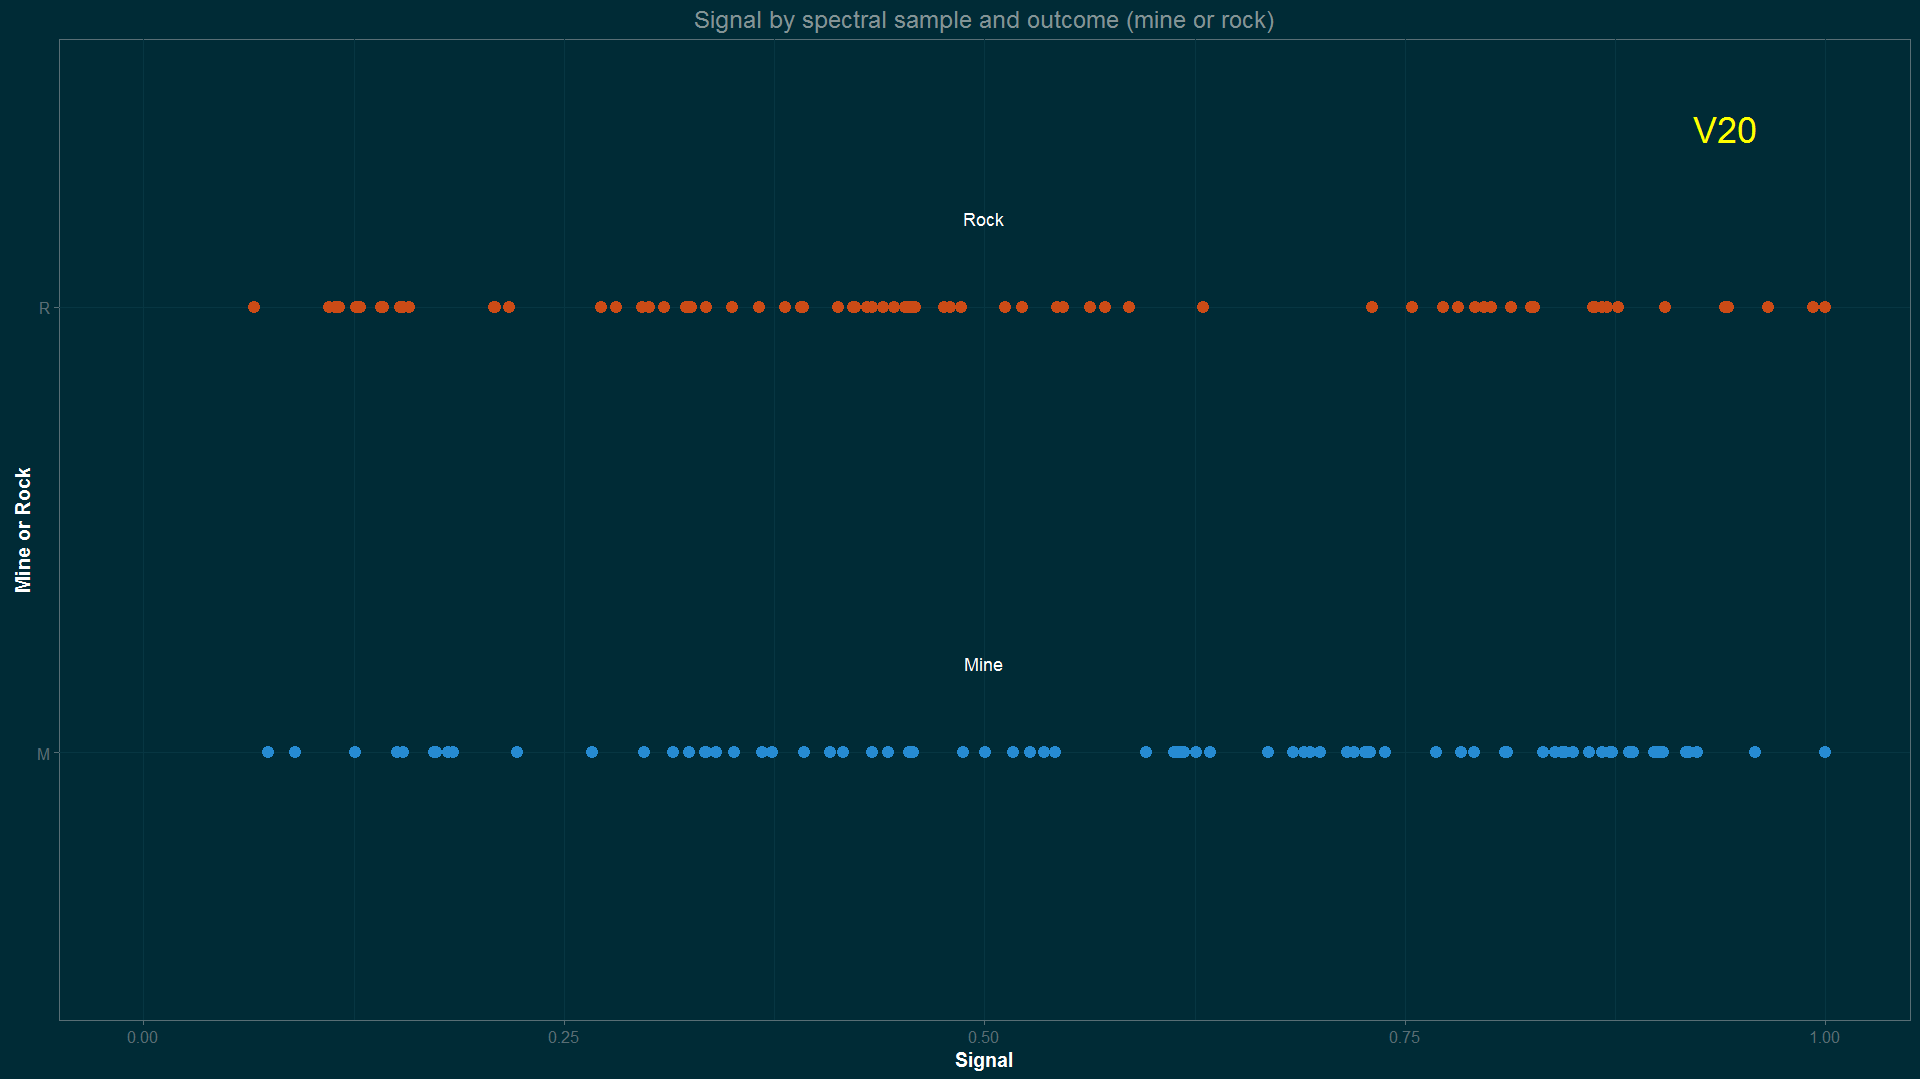 Signal by spectral sample and outcome (mine or rock)
V20
Rock
R
Mine or Rock
Mine
M
0.00 0.25 0.50 0.75 1.00
Signal